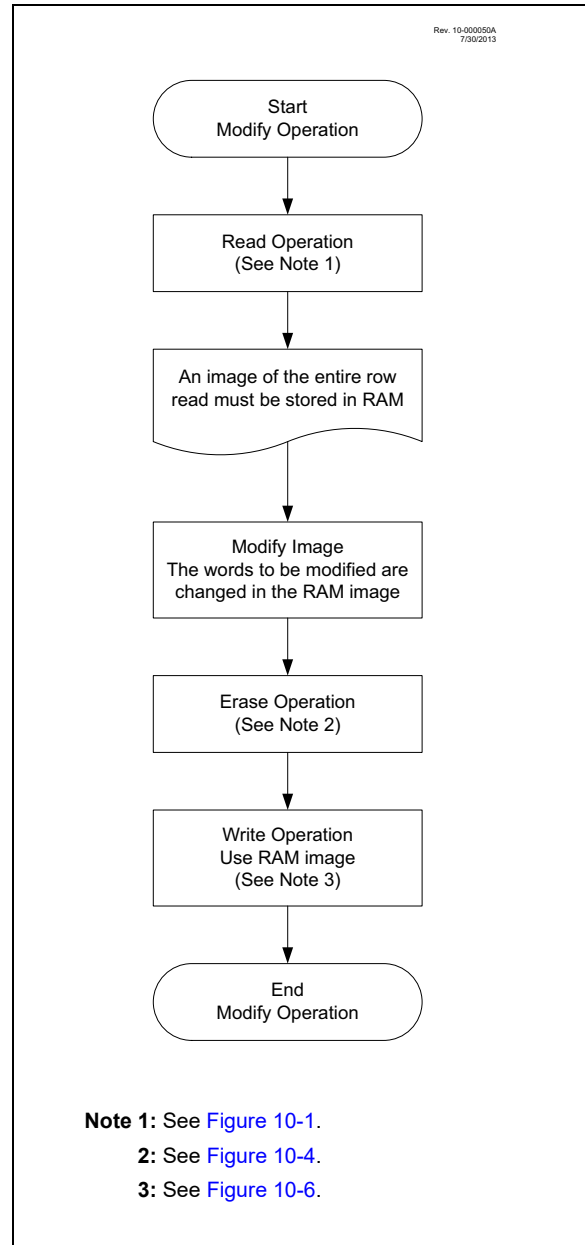 Rev. 10-000050A
7/30/2013
Start
Modify Operation
Read Operation
(See Note 1)
An image of the entire row
read must be stored in RAM
Modify Image
The words to be modified are
changed in the RAM image
Erase Operation
(See Note 2)
Write Operation
Use RAM image
(See Note 3)
End
Modify Operation
Note 1: See Figure 10-1.
2: See Figure 10-4.
3: See Figure 10-6.